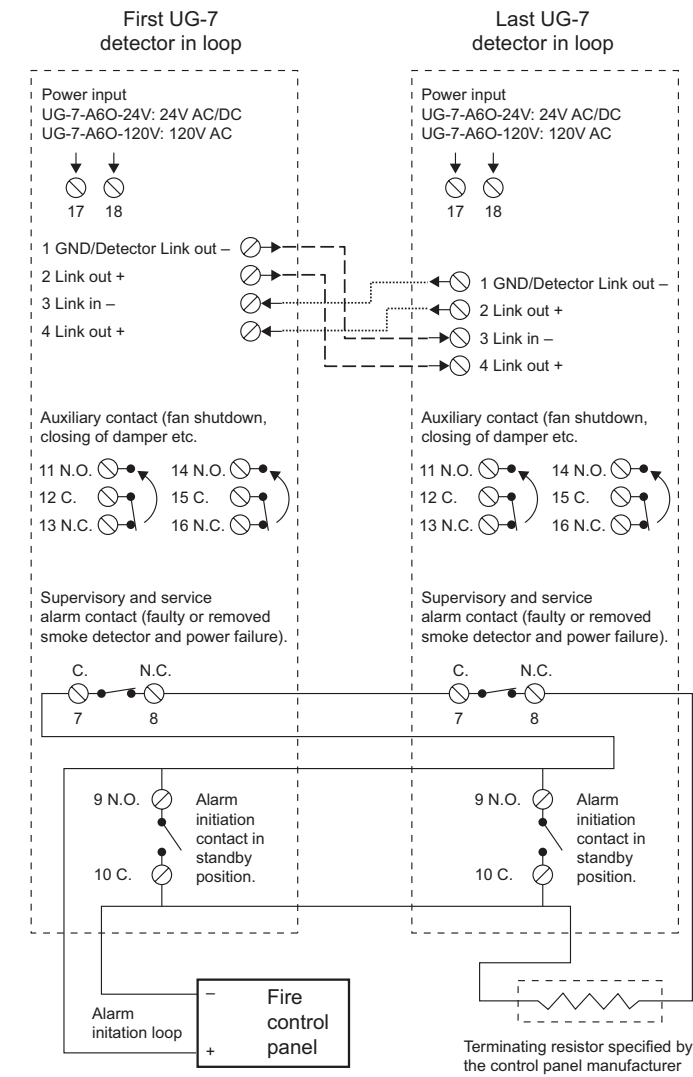 First UG-7
detector in loop
Last UG-7
detector in loop
Power input
UG-7-A6O-24V: 24V AC/DC
UG-7-A6O-120V: 120V AC
17 18
1 GND/Detector Link out –
2 Link out +
3 Link in –
4 Link out +
Auxiliary contact (fan shutdown,
closing of damper etc.
11 N.O. 14 N.O.
12 C. 15 C.
13 N.C. 16 N.C.
Supervisory and service
alarm contact (faulty or removed
smoke detector and power failure).
C. N.C.
7 8
9 N.O.
Alarm
initiation
contact in
standby
position.
10 C.
Power input
UG-7-A6O-24V: 24V AC/DC
UG-7-A6O-120V: 120V AC
17 18
1 GND/Detector Link out –
2 Link out +
3 Link in –
4 Link out +
Auxiliary contact (fan shutdown,
closing of damper etc.
11 N.O. 14 N.O.
12 C. 15 C.
13 N.C. 16 N.C.
Supervisory and service
alarm contact (faulty or removed
smoke detector and power failure).
C. N.C.
7 8
9 N.O.
Alarm
initiation
contact in
standby
position.
10 C.
Alarm
initation loop
–
+
Fire
control
panel
Terminating resistor specified by
the control panel manufacturer